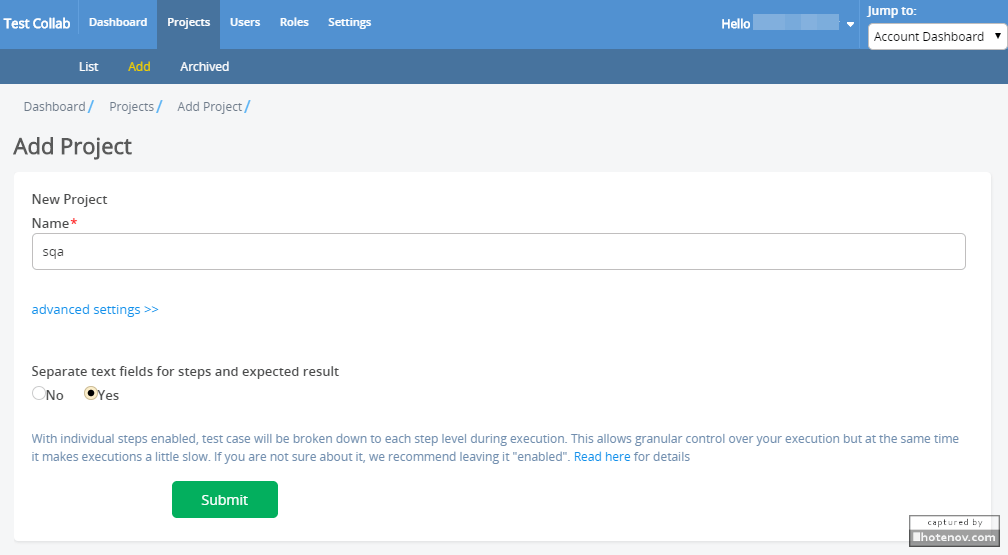 Test Collab Dashboard Projects Users Roles Settings Hello
Jump to:
Account Dashboard
List Add Archived
Dashboard/ Projects/ Add Project/
Add Project
New Project
Name*
sqa
advanced settings >>
Separate text fields for steps and expected result
No Yes
With individual steps enabled, test case will be broken down to each step level during execution. This allows granular control over your execution but at the same time
it makes executions a little slow. If you are not sure about it, we recommend leaving it "enabled". Read here for details
Submit
captured by
hotenov.com